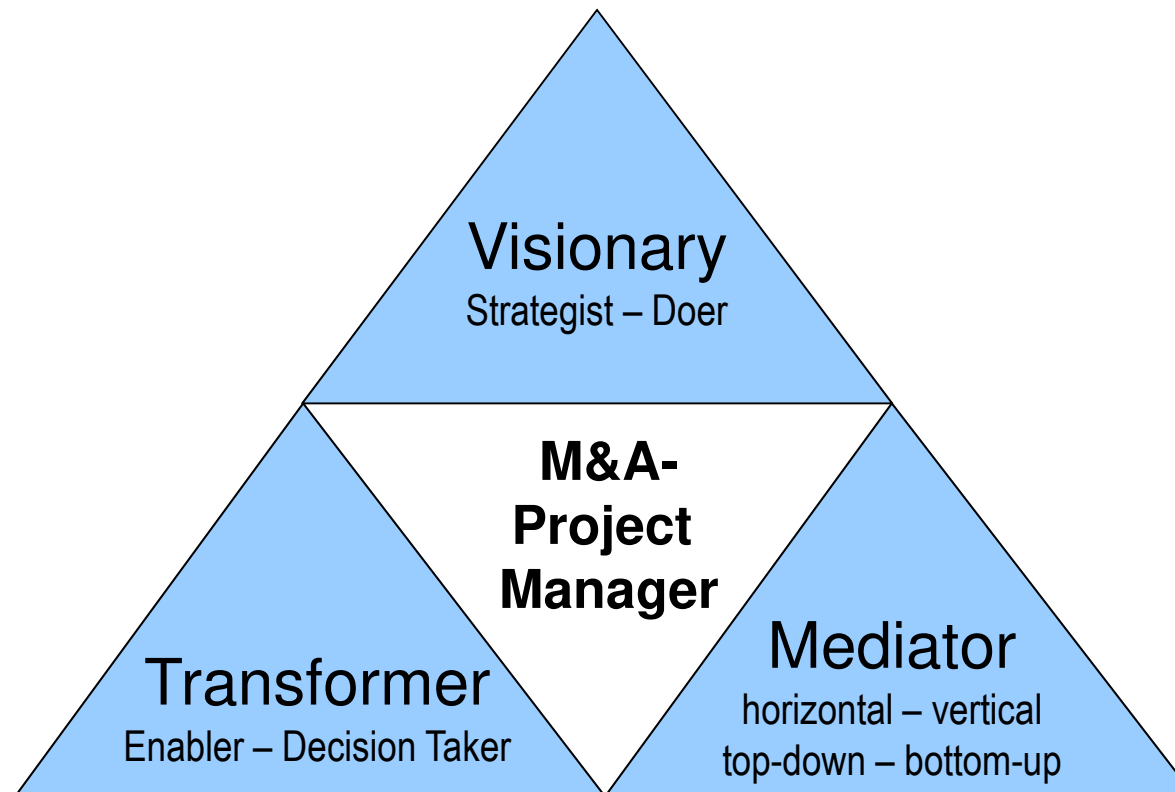 Visionary
Strategist – Doer
M&A-
Project
Manager
Transformer
Enabler – Decision Taker
Mediator
horizontal – vertical
top-down – bottom-up